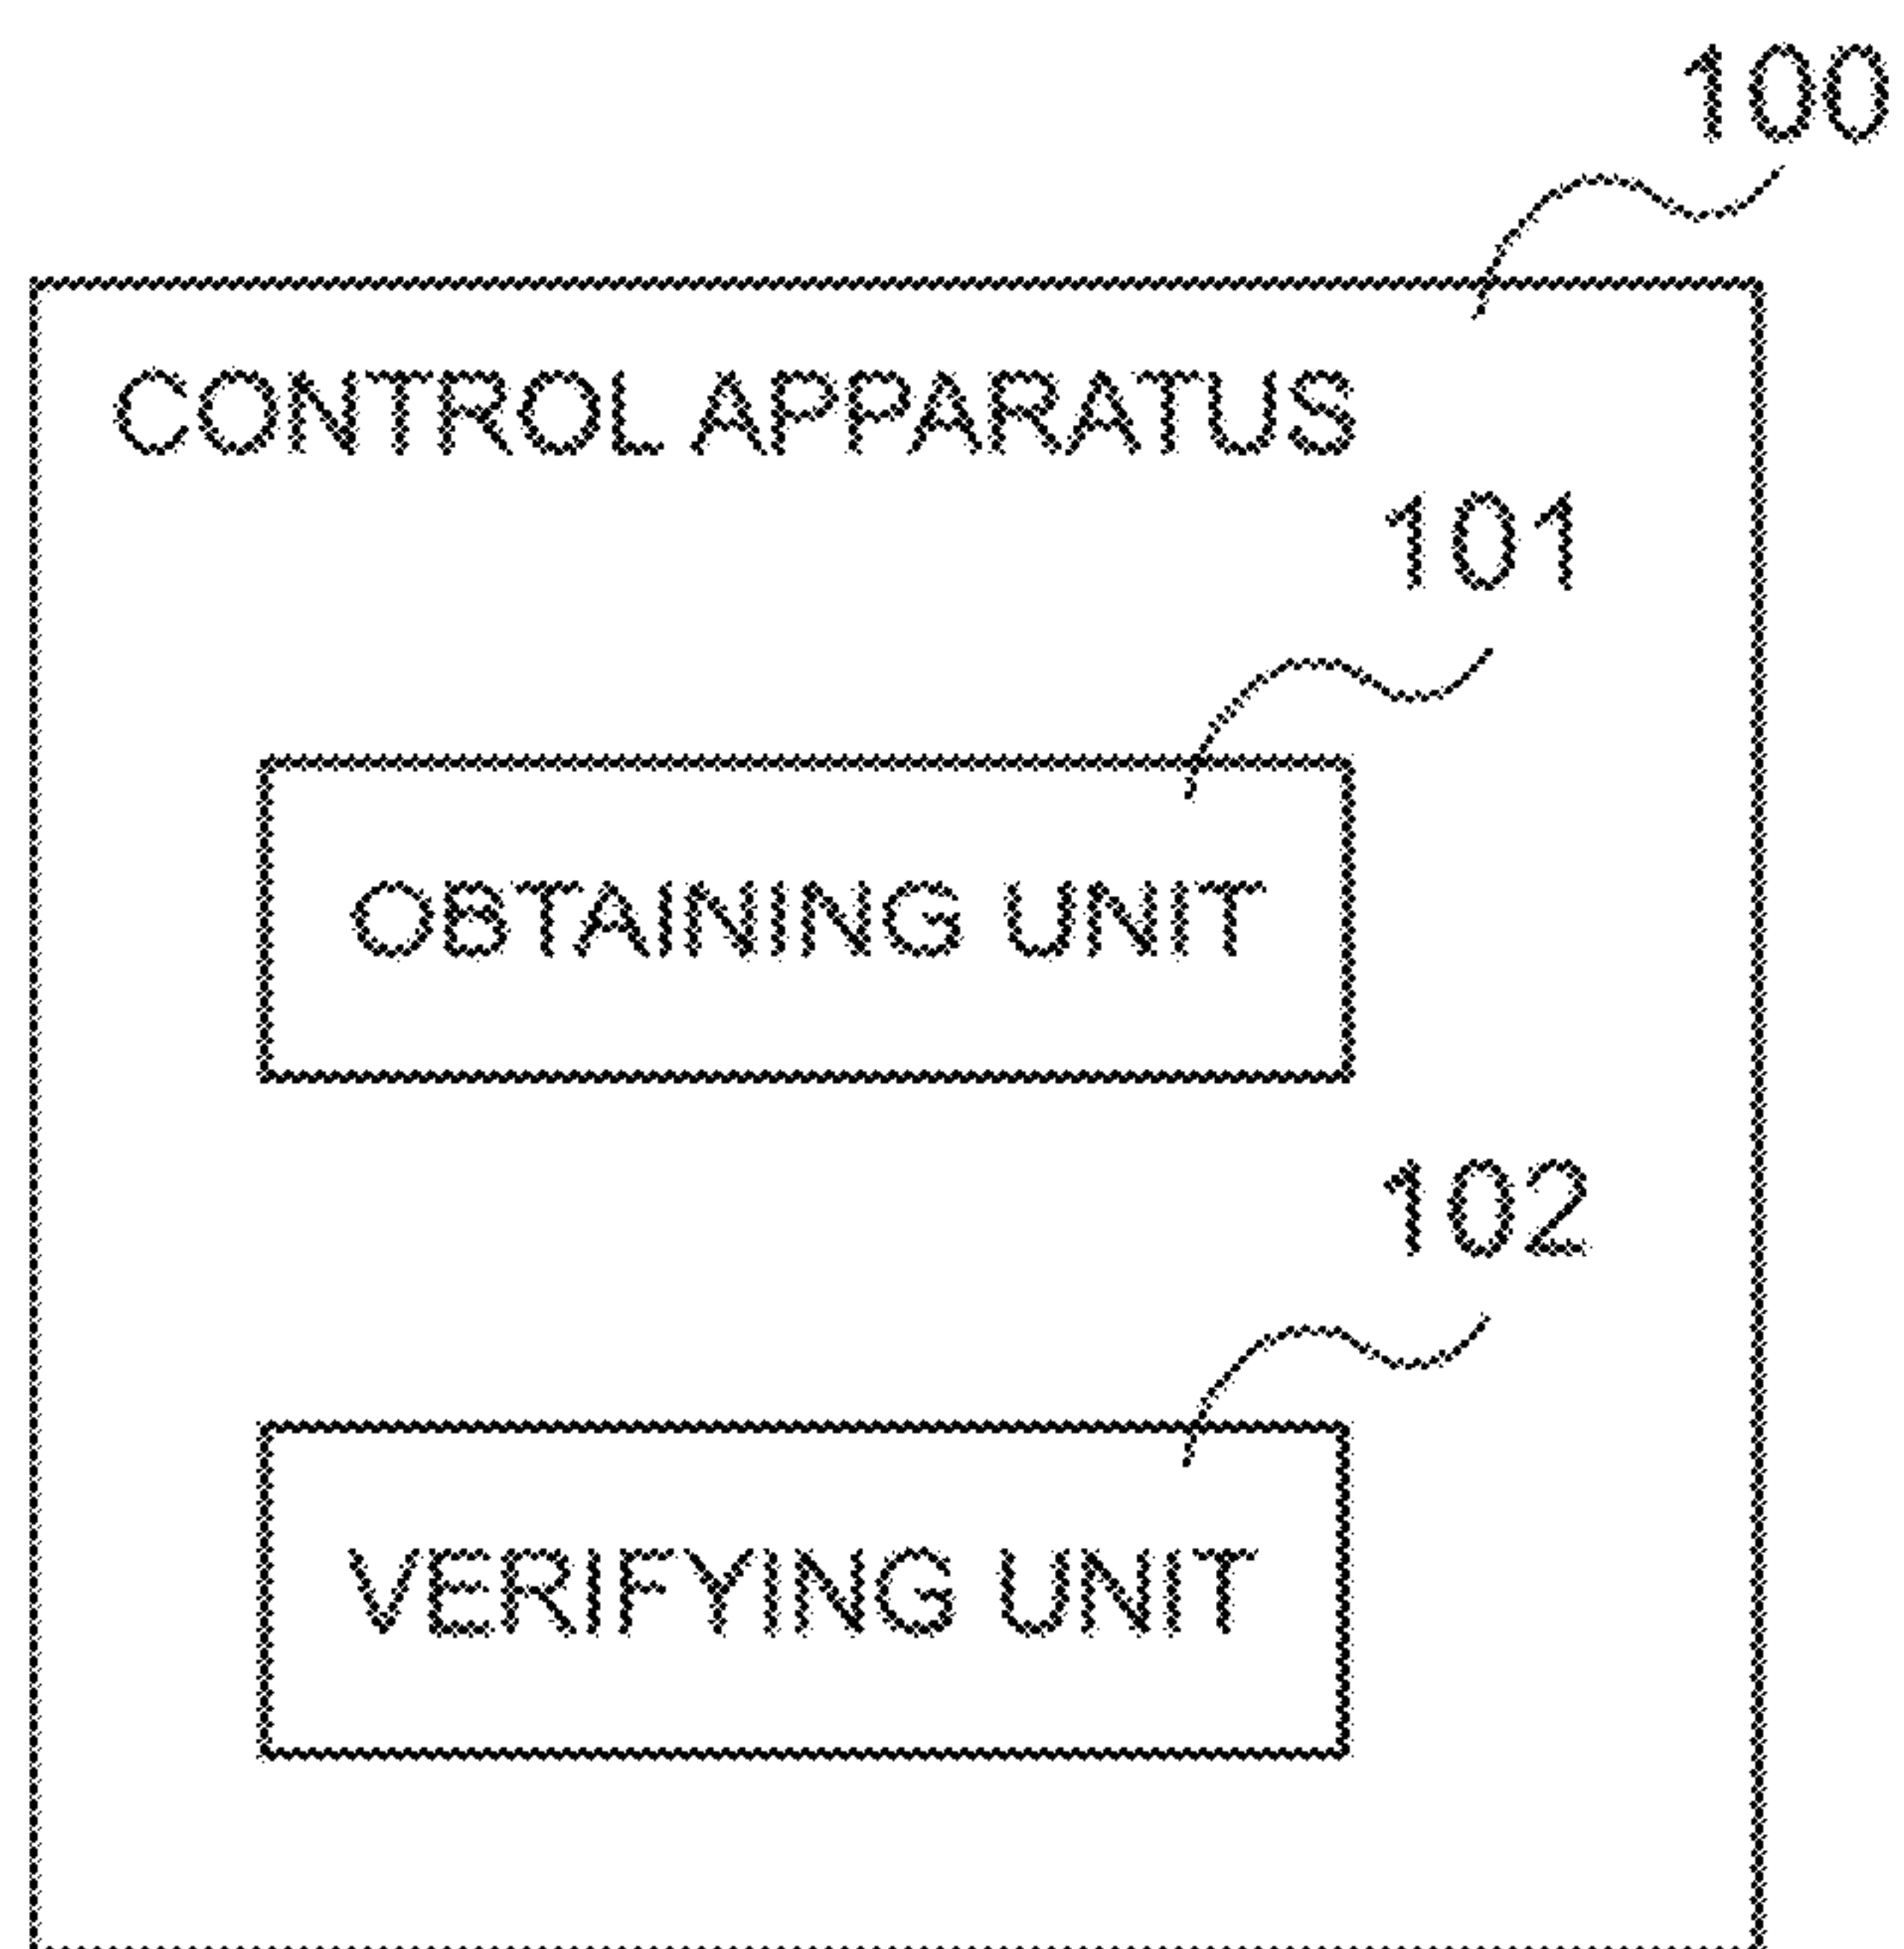 100
CONTROL APPARATUS
101
OBTAINING UNIT
102
VERIFYING UNIT